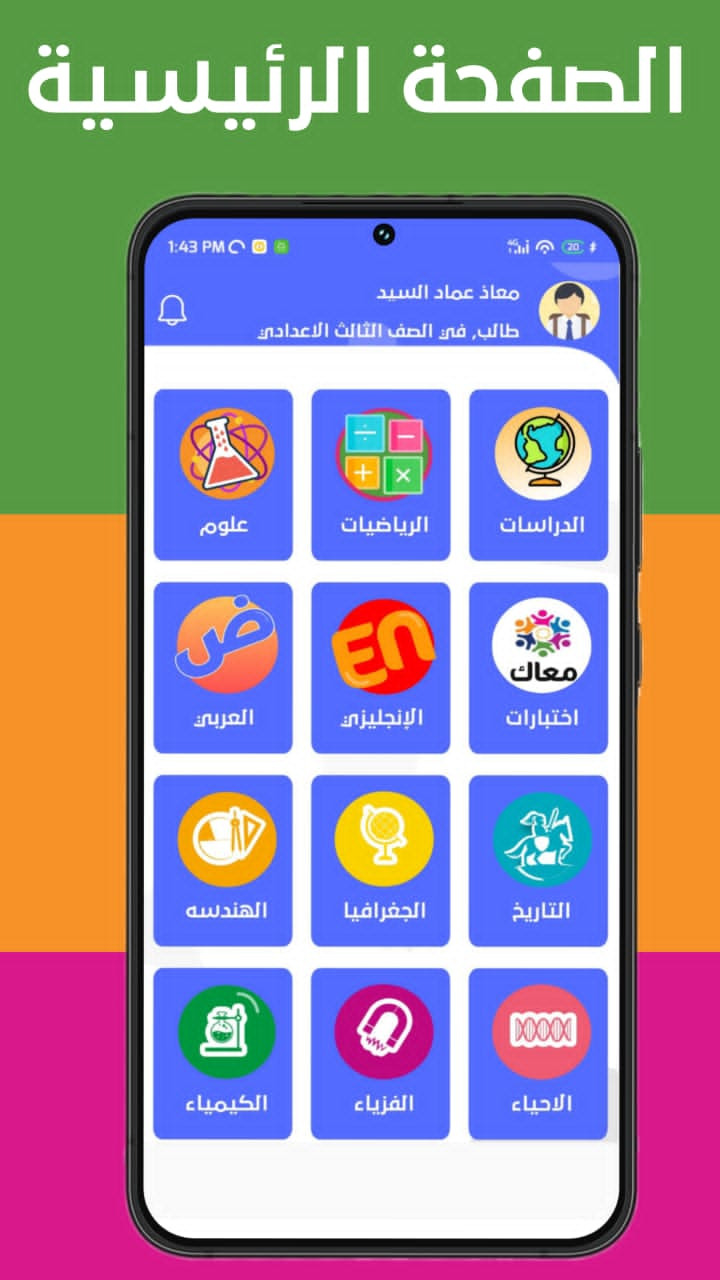 الصفحة الرئيسية
1:43 PM 4G 20
معاذ عماد السيد
طالب, في الصف الثالث الاعدادي
الدراسات
الرياضيات
علوم
معاك
اختبارات
EN
الإنجليزي
ض
العربي
التاريخ
الجغرافيا
الهندسه
الاحياء
الفزياء
الكيمياء